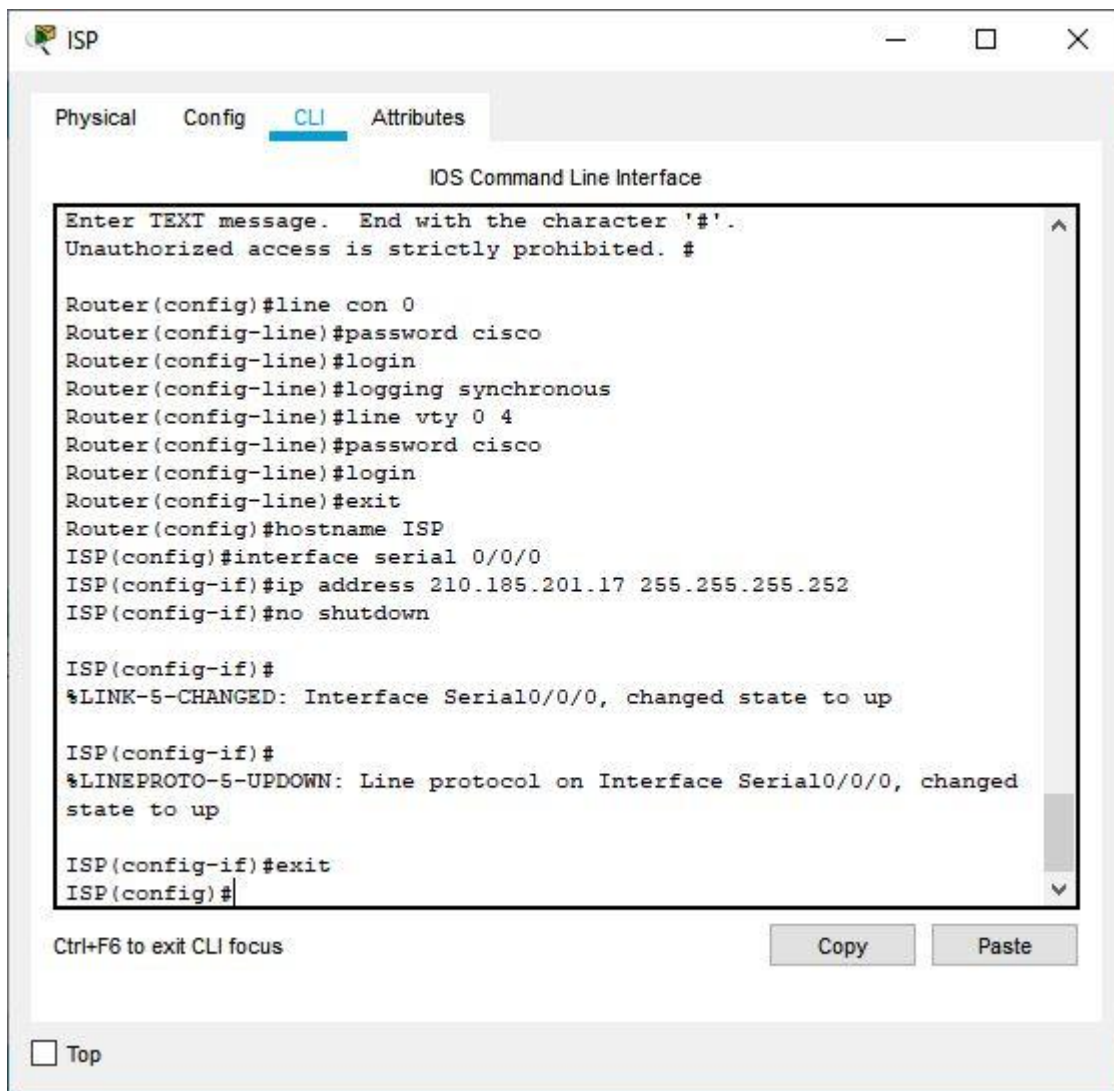 ISP
Physical Config CLI Attributes
IOS Command Line Interface
Enter TEXT message.  End with the character '#'.
Unauthorized access is strictly prohibited. #
Router(config)#line con 0
Router(config-line)#password cisco
Router(config-line)#login
Router(config-line)#logging synchronous
Router(config-line)#line vty 0 4
Router(config-line)#password cisco
Router(config-line)#login
Router(config-line)#exit
Router(config)#hostname ISP
ISP(config)#interface serial 0/0/0
ISP(config-if)#ip address 210.185.201.17 255.255.255.252
ISP(config-if)#no shutdown
ISP(config-if)#
%LINK-5-CHANGED: Interface Serial0/0/0, changed state to up
ISP(config-if)#
%LINEPROTO-5-UPDOWN: Line protocol on Interface Serial0/0/0, changed
state to up
ISP(config-if)#exit
ISP(config)#
Ctrl+F6 to exit CLI focus
Copy Paste
Top